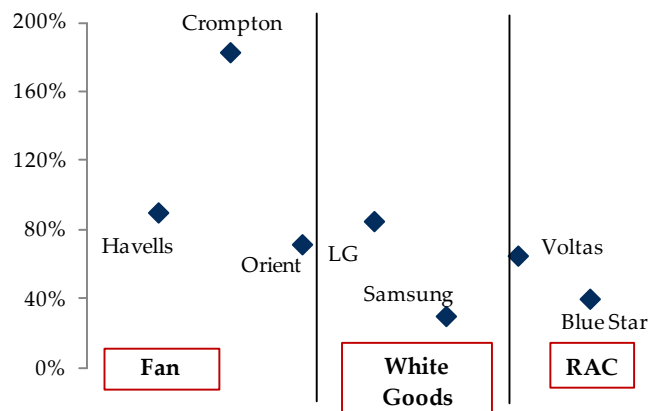 200%
Crompton
160%
120%
80%
Havells
Orient
LG
Voltas
Samsung
40%
Blue Star
0%
Fan
White
Goods
RAC